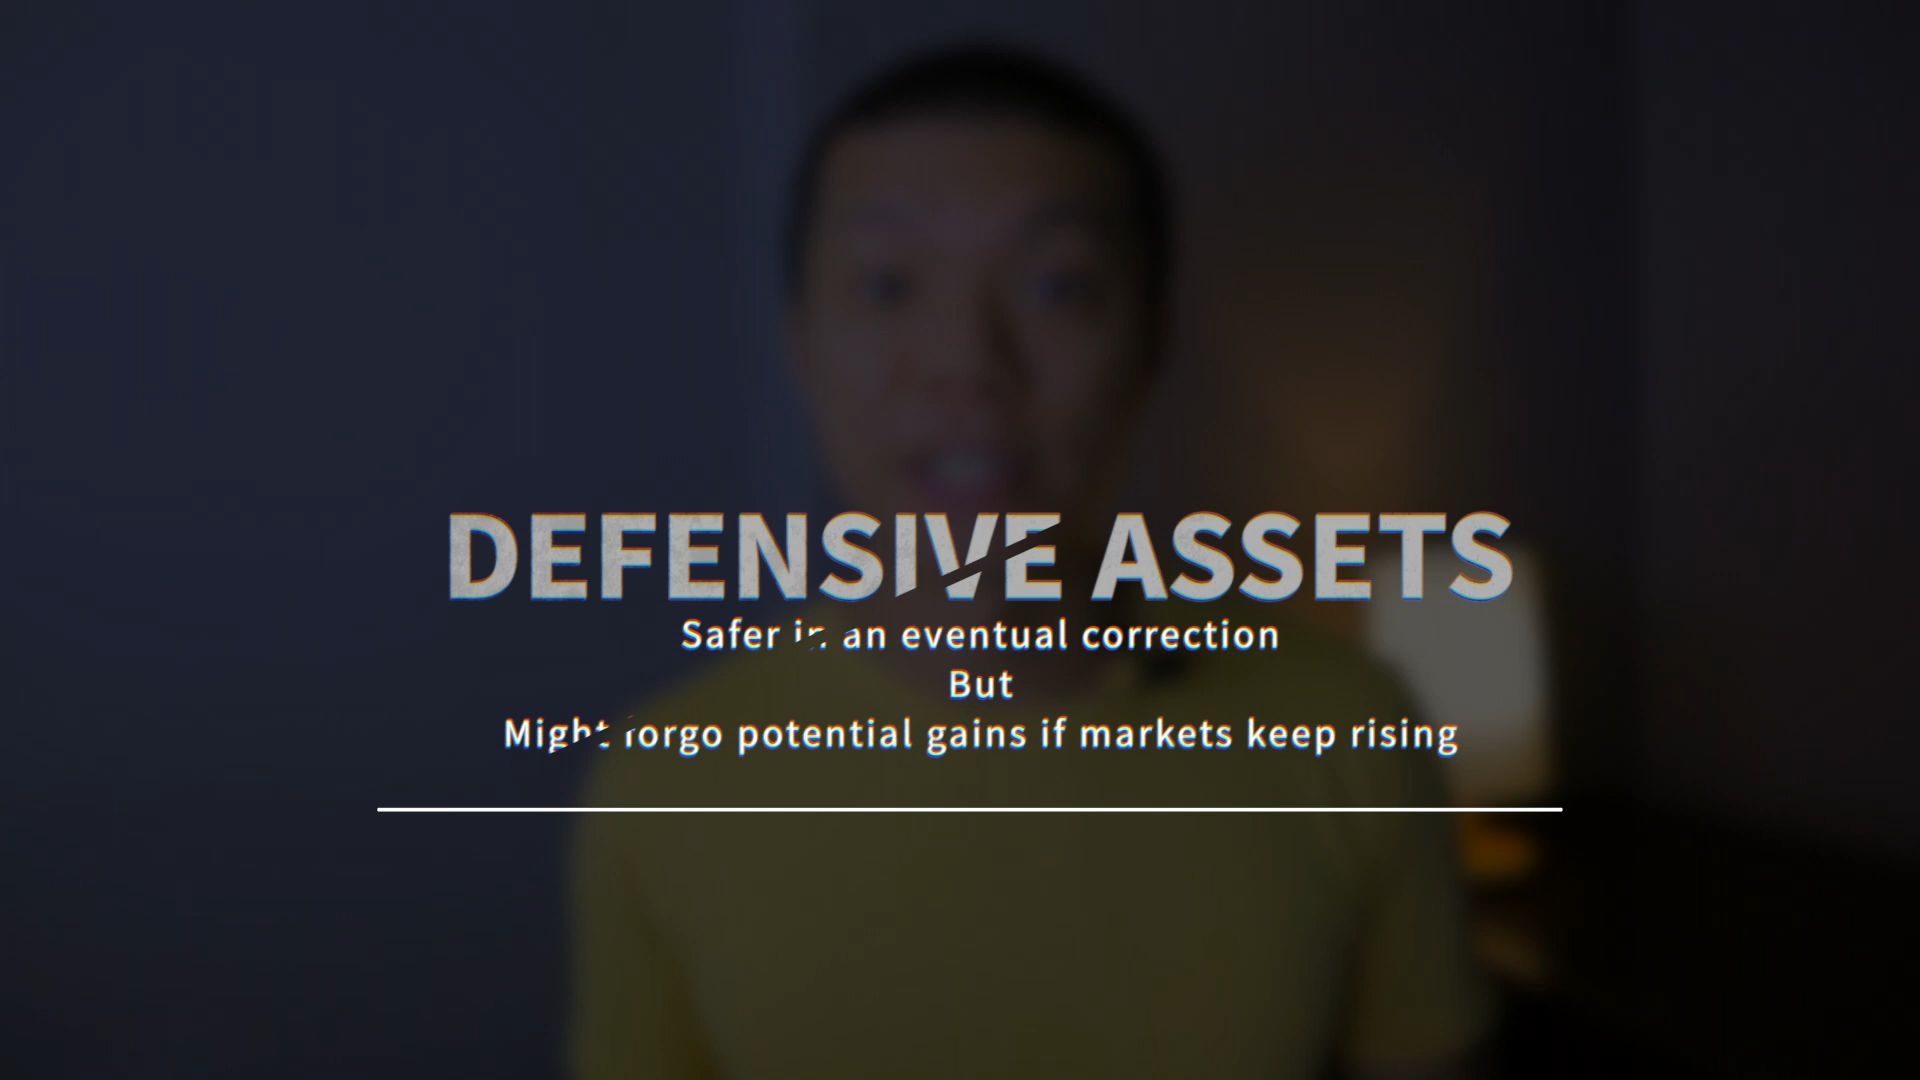 DEFENSIVE ASSETS
Safer in an eventual correction
But
Might forgo potential gains if markets keep rising